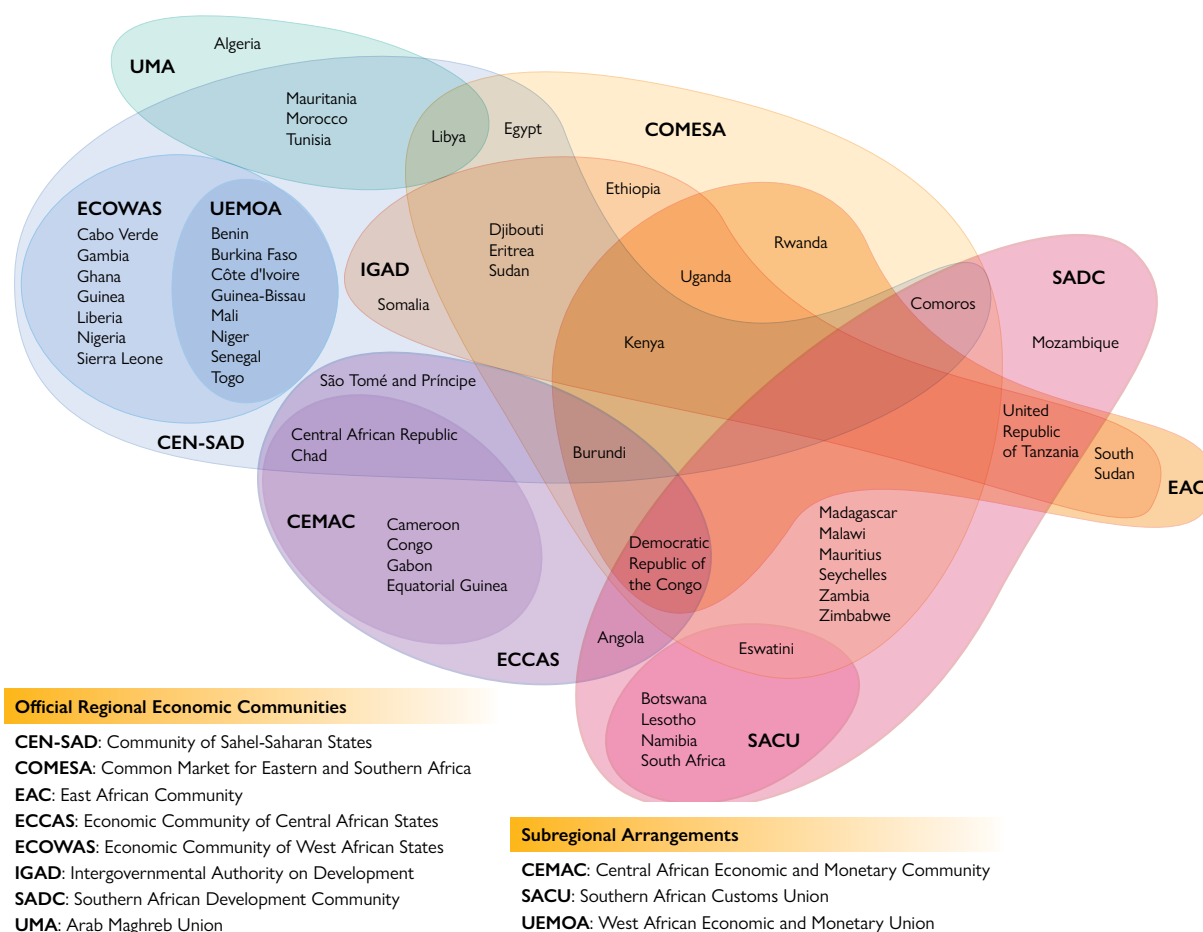 Algeria
UMA
Mauritania
Morocco
Tunisia
Libya
Egypt
COMESA
Ethiopia
ECOWAS
Cabo Verde
Gambia
Ghana
Guinea
Liberia
Nigeria
Sierra Leone
UEMOA
Benin
Burkina Faso
Côte d'Ivoire
Guinea-Bissau
Mali
Niger
Senegal
Togo
Djibouti
Eritrea
Sudan
IGAD
Somalia
Uganda
Rwanda
Kenya
Comoros
SADC
Mozambique
São Tomé and Príncipe
CEN-SAD
Central African Republic
Chad
Burundi
United
Republic
of Tanzania
South
Sudan
EAC
CEMAC
Cameroon
Congo
Gabon
Equatorial Guinea
Democratic
Republic of
the Congo
Madagascar
Malawi
Mauritius
Seychelles
Zambia
Zimbabwe
Angola
ECCAS
Eswatini
Botswana
Lesotho
Namibia
South Africa
SACU
Official Regional Economic Communities
CEN-SAD: Community of Sahel-Saharan States
COMESA: Common Market for Eastern and Southern Africa
EAC: East African Community
ECCAS: Economic Community of Central African States
ECOWAS: Economic Community of West African States
IGAD: Intergovernmental Authority on Development
SADC: Southern African Development Community
UMA: Arab Maghreb Union
Subregional Arrangements
CEMAC: Central African Economic and Monetary Community
SACU: Southern African Customs Union
UEMOA: West African Economic and Monetary Union